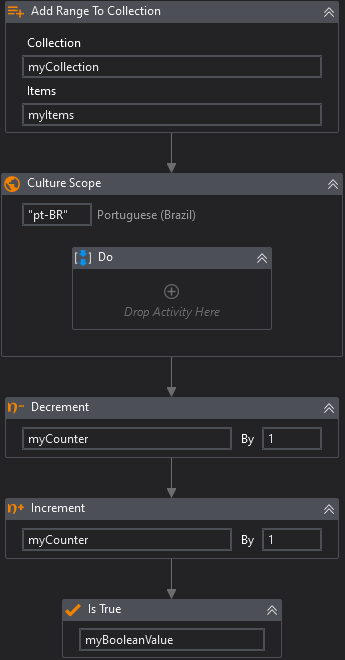 Add Range To Collection
Collection
myCollection
Items
myItems
Culture Scope
"pt-BR" Portuguese (Brazil)
Do
Drop Activity Here
n- Decrement
myCounter By 1
n+ Increment
myCounter By 1
Is True
myBooleanValue